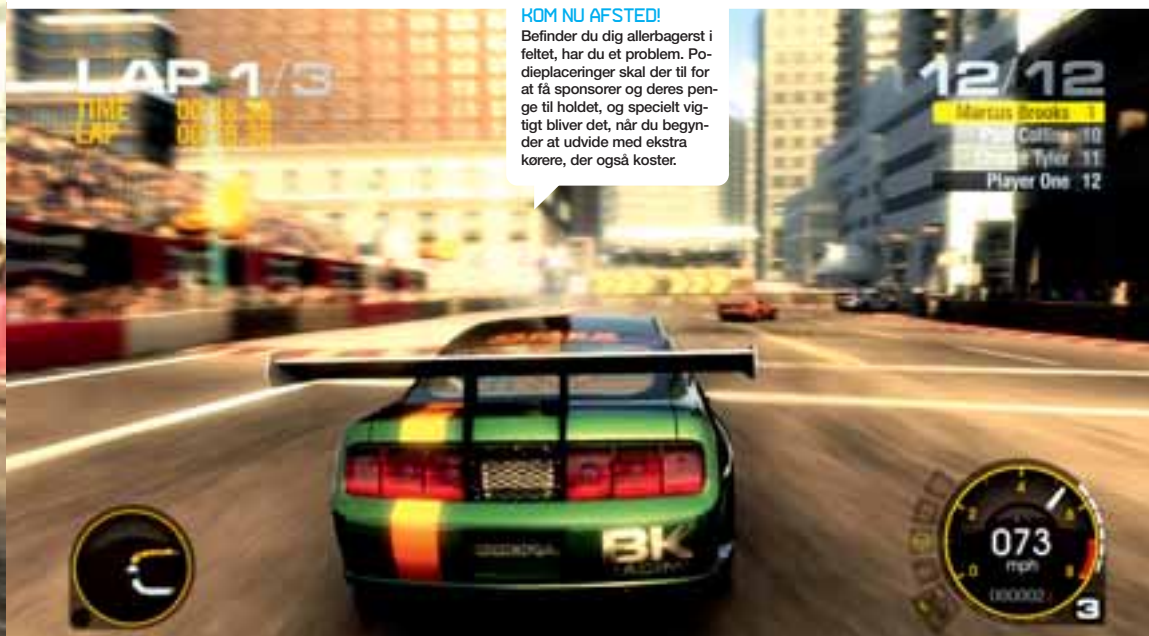 KOM NU AFSTED!
Befinder du dig allerbagerst i
feltet, har du et problem. Po-
dieplaceringer skal der til for
at få sponsorer og deres pen-
ge til holdet, og specielt vig-
tigt bliver det, når du begyn-
der at udvide med ekstra
kørere, der også koster.
LAP 1/3
TIME
LAP
12/12
Marcus Brooks 1
Collins 10
Tyler 11
Player One 12
BK
073
mph
3